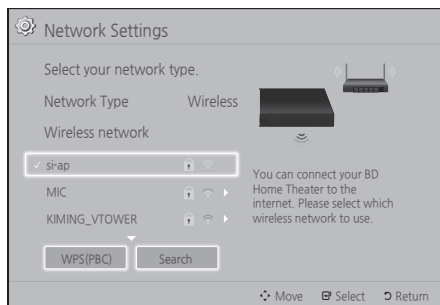 Network Settings
Select your network type.
Network Type Wireless
Wireless network
si-ap
MIC
KIMING_VTOWER
WPS(PBC) Search
You can connect your BD
Home Theater to the
internet. Please select which
wireless network to use.
Move Select Return